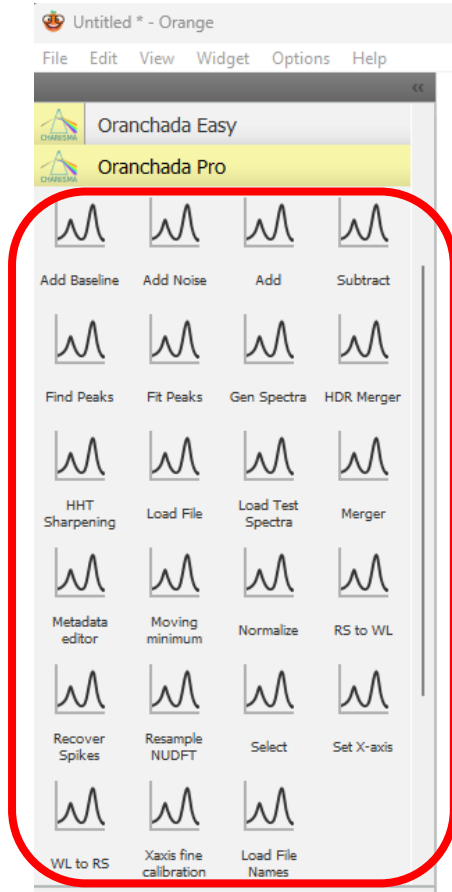 Untitled * - Orange
File Edit View Widget Options Help
«
CHARISMA
Oranchada Easy
CHARISMA
Oranchada Pro
Add Baseline Add Noise Add Subtract
Find Peaks Fit Peaks Gen Spectra HDR Merger
HHT
Sharpening
Load File
Load Test
Spectra
Merger
Metadata
editor
Moving
minimum
Normalize
RS to WL
Recover
Spikes
Resample
NUDFT
Select
Set X-axis
WL to RS
Xaxis fine
calibration
Load File
Names